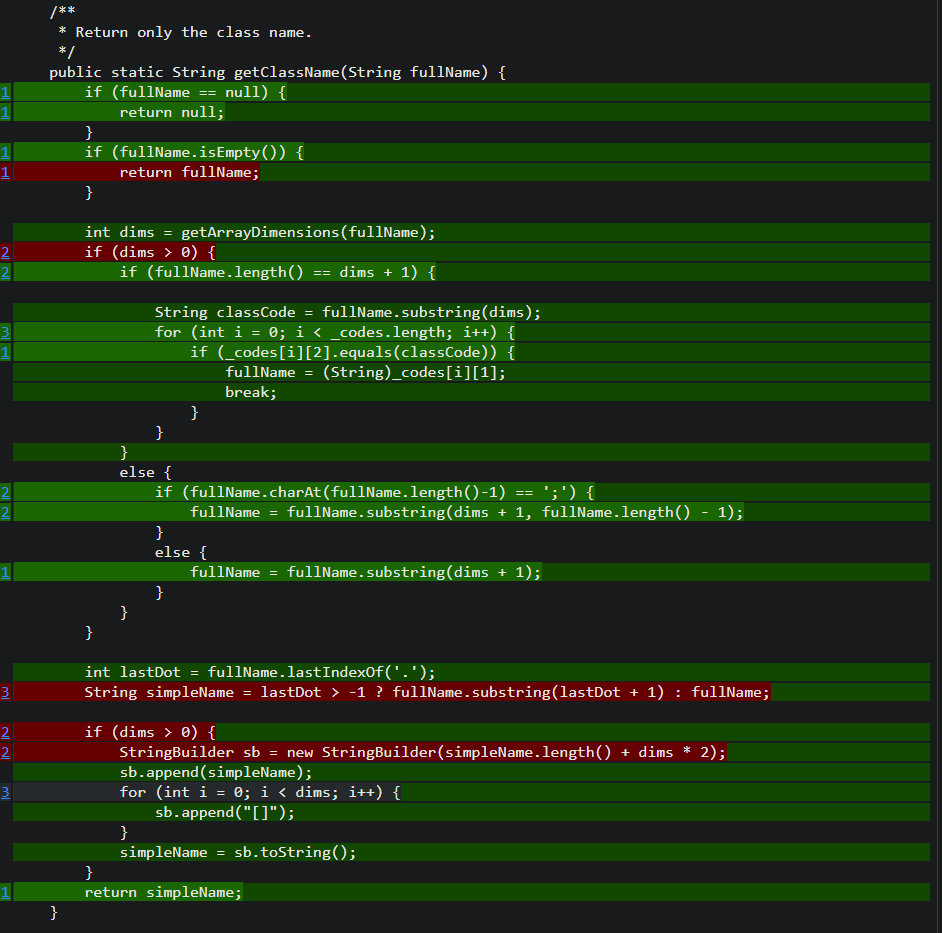 /**
 * Return only the class name.
 */
public static String getClassName(String fullName) {
1 if (fullName == null) {
1 return null;
}
1 if (fullName.isEmpty()) {
1 return fullName;
}
int dims = getArrayDimensions(fullName);
2 if (dims > 0) {
2 if (fullName.length() == dims + 1) {
String classCode = fullName.substring(dims);
3 for (int i = 0; i < _codes.length; i++) {
1 if (_codes[i][2].equals(classCode)) {
fullName = (String)_codes[i][1];
break;
}
}
}
else {
2 if (fullName.charAt(fullName.length()-1) == ';') {
2 fullName = fullName.substring(dims + 1, fullName.length() - 1);
}
else {
1 fullName = fullName.substring(dims + 1);
}
}
}
int lastDot = fullName.lastIndexOf('.');
3 String simpleName = lastDot > -1 ? fullName.substring(lastDot + 1) : fullName;
2 if (dims > 0) {
2 StringBuilder sb = new StringBuilder(simpleName.length() + dims * 2);
sb.append(simpleName);
3 for (int i = 0; i < dims; i++) {
sb.append("[]");
}
simpleName = sb.toString();
}
1 return simpleName;
}